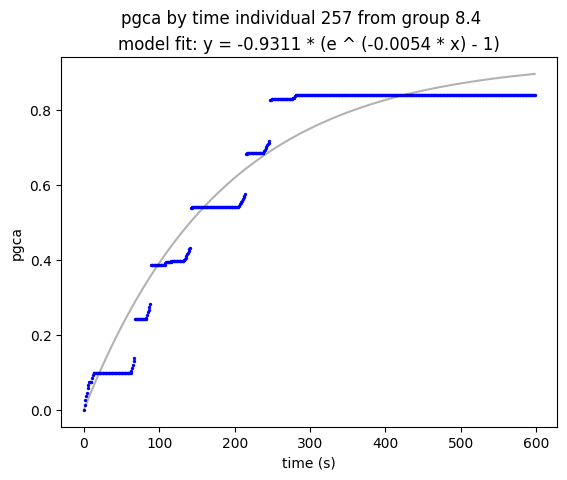 pgca by time individual 257 from group 8.4
model fit: y = -0.9311 * (e ^ (-0.0054 * x) - 1)
0.8
0.6
0.4
0.2
0.0
pgca
0 100 200 300 400 500 600
time (s)